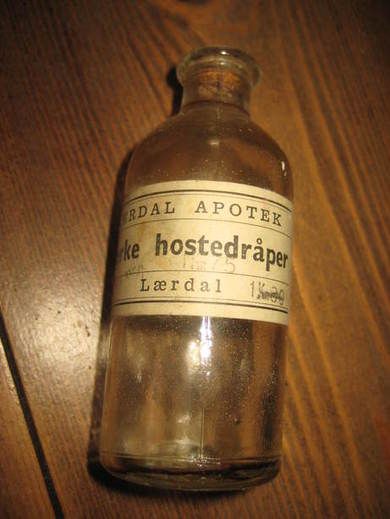 RDAL APOTEK
rke hostedråper
Lærdal